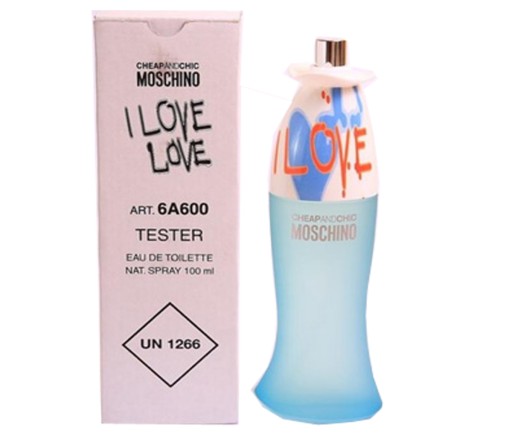 CHEAPANDCHIC
MOSCHINO
I LOVE
LOVE
ART. 6A600
TESTER
EAU DE TOILETTE
NAT. SPRAY 100 ml
UN 1266
I LOVE
CHEAPANDCHIC
MOSCHINO